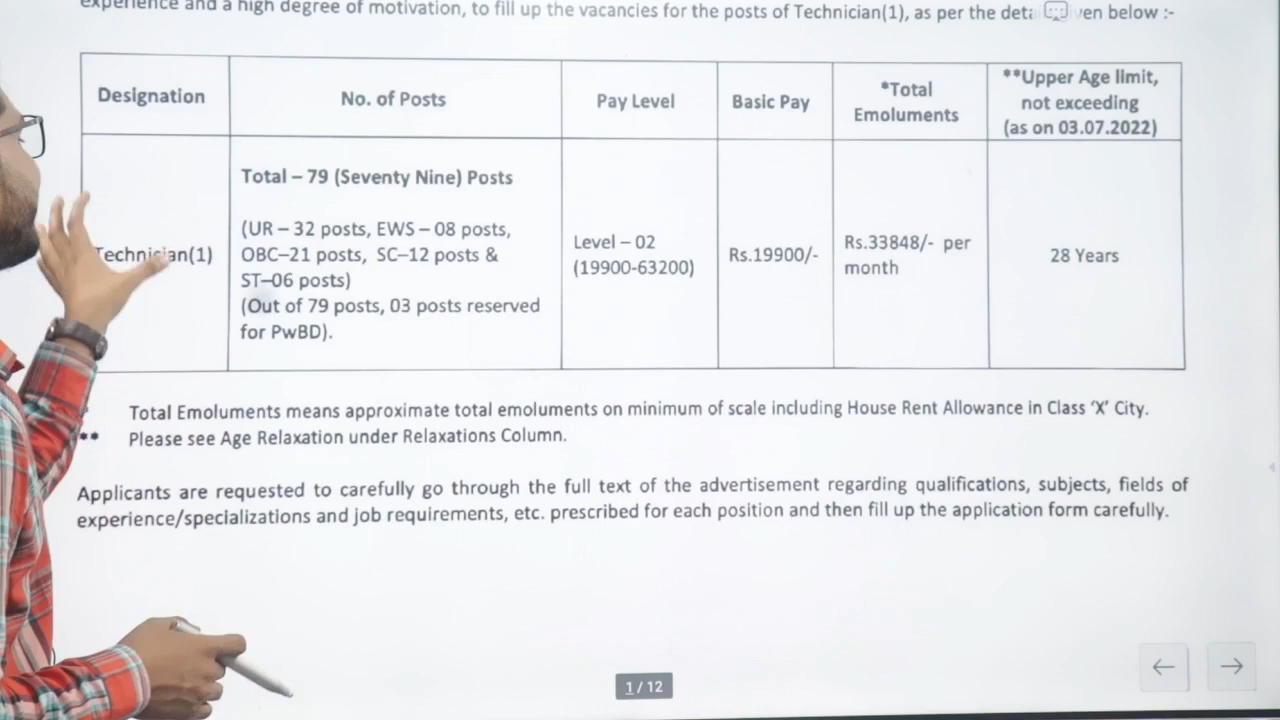 experience and a high degree of motivation, to fill up the vacancies for the posts of Technician(1), as per the ven below :-
Designation
No. of Posts
Pay Level
Basic Pay
*Total
Emoluments
**Upper Age limit,
not exceeding
(as on 03.07.2022)
Technician(1)
Total – 79 (Seventy Nine) Posts
(UR – 32 posts, EWS – 08 posts,
OBC–21 posts, SC–12 posts &
ST–06 posts)
(Out of 79 posts, 03 posts reserved
for PwBD).
Level – 02
(19900-63200)
Rs.19900/-
Rs.33848/- per
month
28 Years
Total Emoluments means approximate total emoluments on minimum of scale including House Rent Allowance in Class ‘X’ City.
** Please see Age Relaxation under Relaxations Column.
Applicants are requested to carefully go through the full text of the advertisement regarding qualifications, subjects, fields of
experience/specializations and job requirements, etc. prescribed for each position and then fill up the application form carefully.
1 / 12